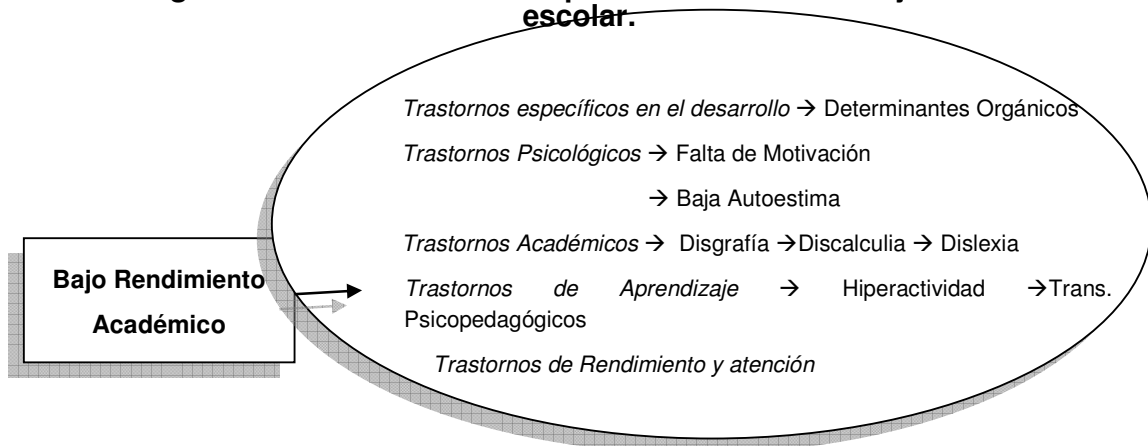 escolar.
Trastornos específicos en el desarrollo → Determinantes Orgánicos
Trastornos Psicológicos → Falta de Motivación
→ Baja Autoestima
Trastornos Académicos → Disgrafía →Discalculia → Dislexia
Bajo Rendimiento
Académico
Trastornos de Aprendizaje → Hiperactividad →Trans.
Psicopedagógicos
Trastornos de Rendimiento y atención